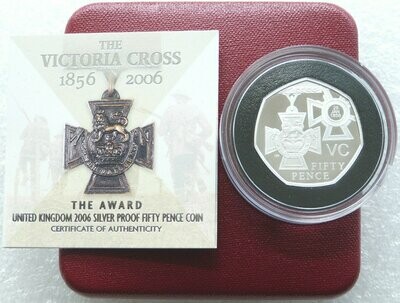 THE
VICTORIA CROSS
1856 2006
THE AWARD
UNITED KINGDOM 2006 SILVER PROOF FIFTY PENCE COIN
CERTIFICATE OF AUTHENTICITY
VC
FIFTY
PENCE